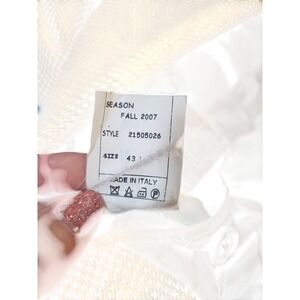 SEASON
FALL 2007
STYLE 21505026
SIZE 43
MADE IN ITALY